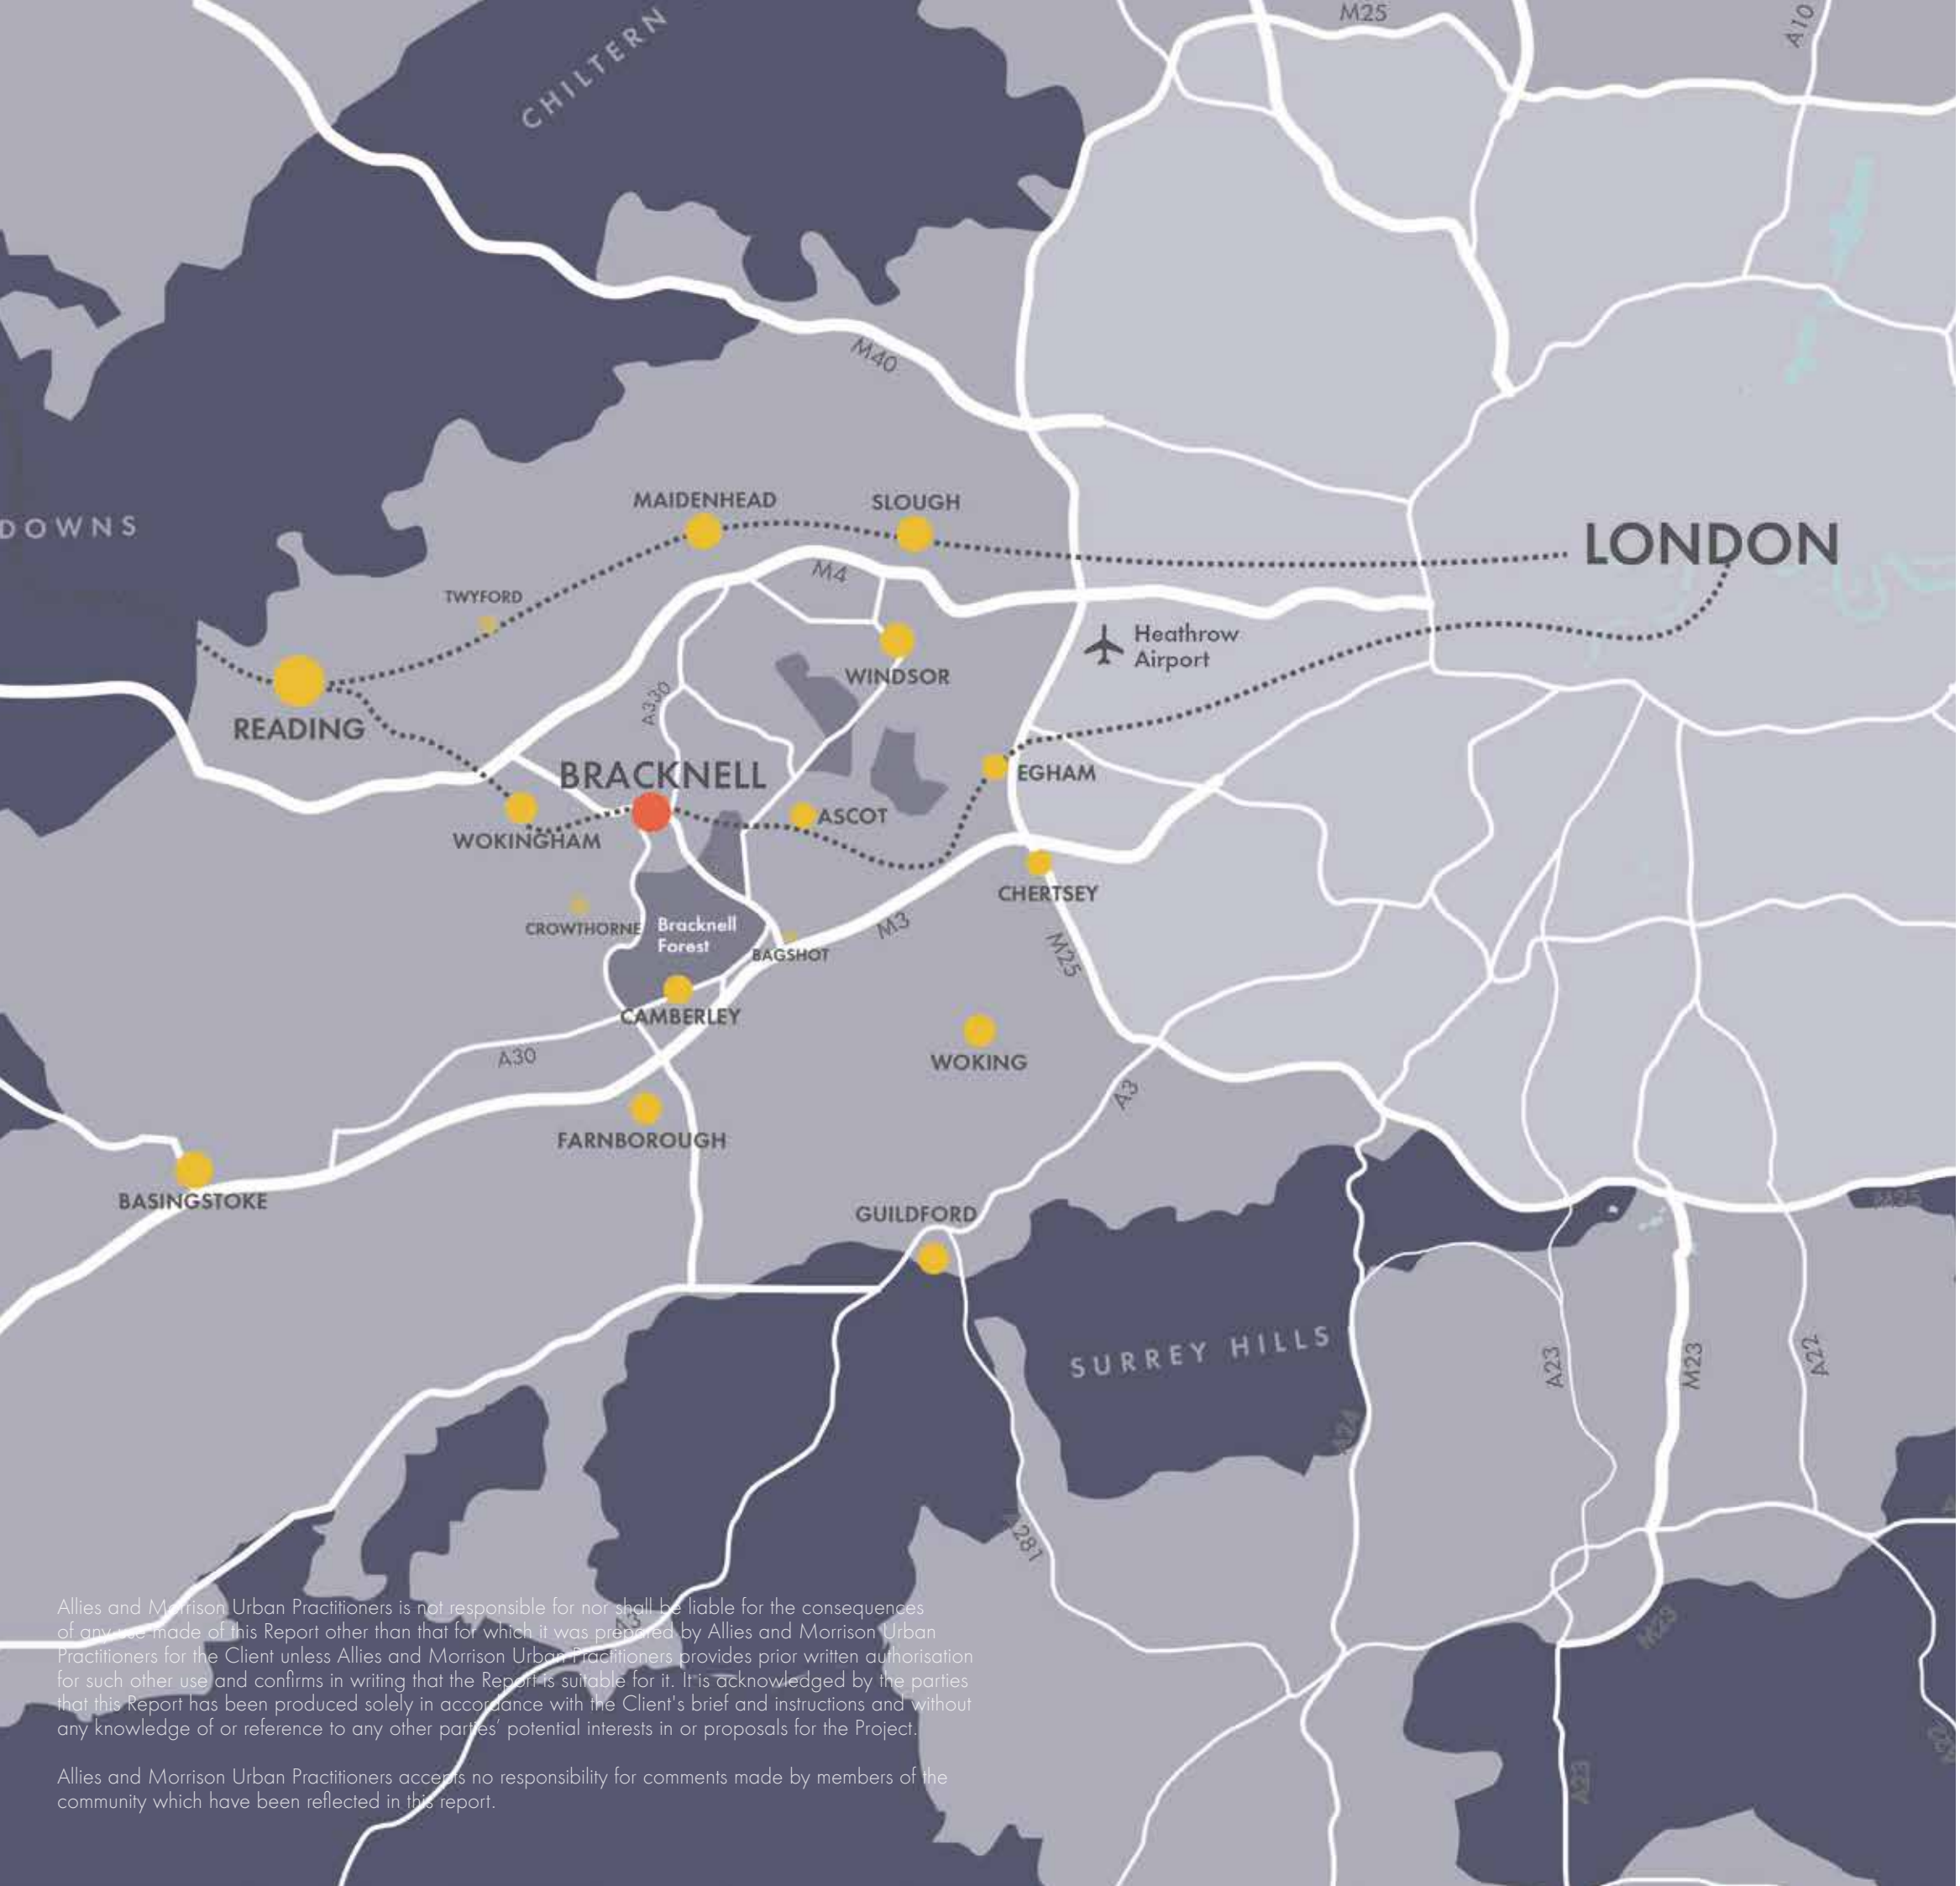 M25
A10
CHILTERN
M40
DOWNS
MAIDENHEAD
SLOUGH
LONDON
M4
TWYFORD
Heathrow
Airport
WINDSOR
A330
READING
BRACKNELL
EGHAM
ASCOT
WOKINGHAM
CHERTSEY
CROWTHORNE
Bracknell
Forest
M3
BAGSHOT
M25
CAMBERLEY
A30
WOKING
A3
FARNBOROUGH
BASINGSTOKE
GUILDFORD
M25
SURREY HILLS
A23
M23
A22
A24
A281
Allies and Morrison Urban Practitioners is not responsible for nor shall be liable for the consequences
of any use made of this Report other than that for which it was prepared by Allies and Morrison Urban
Practitioners for the Client unless Allies and Morrison Urban Practitioners provides prior written authorisation
for such other use and confirms in writing that the Report is suitable for it. It is acknowledged by the parties
that this Report has been produced solely in accordance with the Client's brief and instructions and without
any knowledge of or reference to any other parties’ potential interests in or proposals for the Project.
A3
M23
A23
Allies and Morrison Urban Practitioners accepts no responsibility for comments made by members of the
community which have been reflected in this report.